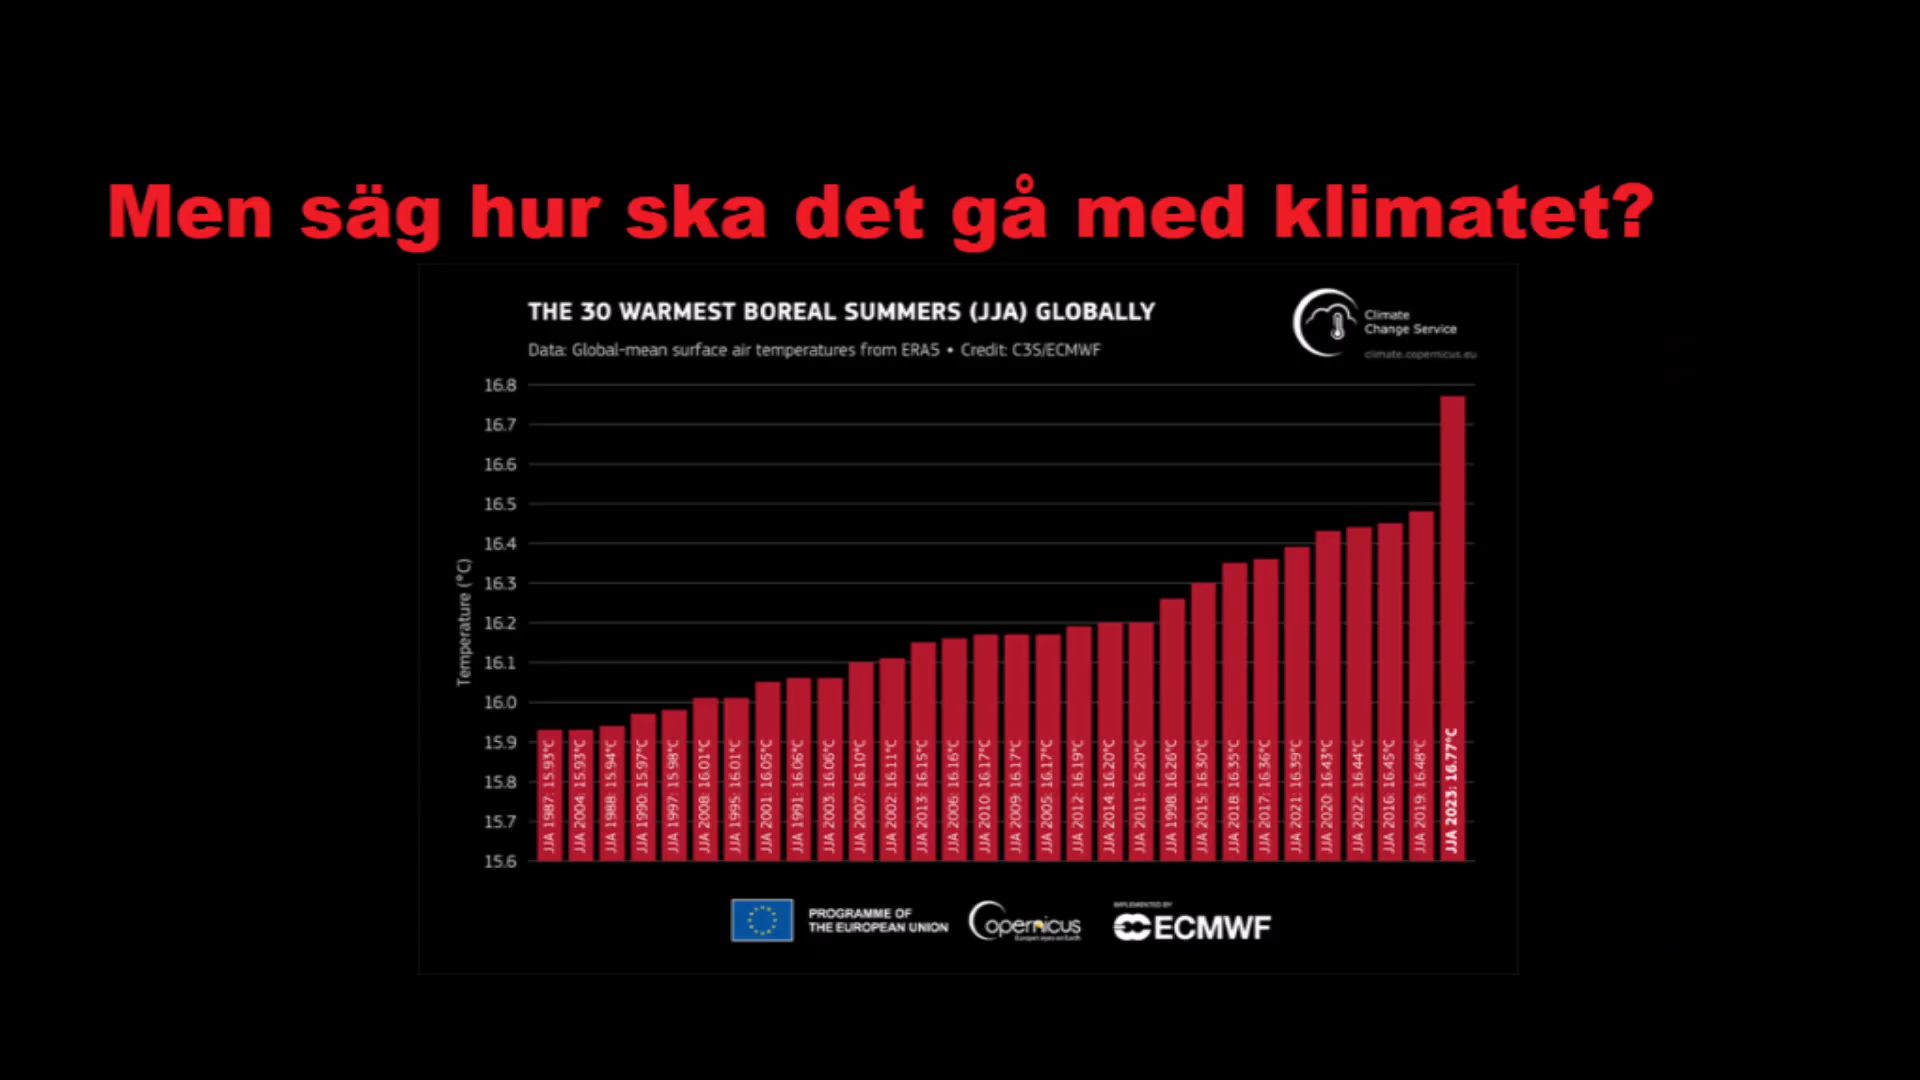 Men säg hur ska det gå med klimatet?
THE 30 WARMEST BOREAL SUMMERS (JJA) GLOBALLY
Data: Global-mean surface air temperatures from ERA5 • Credit: C3S/ECMWF
Climate
Change Service
climate.copernicus.eu
Temperature (°C)
16.8
16.7
16.6
16.5
16.4
16.3
16.2
16.1
16.0
15.9
15.8
15.7
15.6
JJA 1987: 15.93°C
JJA 2004: 15.93°C
JJA 1988: 15.94°C
JJA 1990: 15.97°C
JJA 1997: 15.98°C
JJA 2008: 16.01°C
JJA 1995: 16.01°C
JJA 2001: 16.05°C
JJA 1991: 16.06°C
JJA 2003: 16.06°C
JJA 2007: 16.10°C
JJA 2002: 16.11°C
JJA 2013: 16.15°C
JJA 2006: 16.16°C
JJA 2010: 16.17°C
JJA 2009: 16.17°C
JJA 2005: 16.17°C
JJA 2012: 16.19°C
JJA 2014: 16.20°C
JJA 2011: 16.20°C
JJA 1998: 16.26°C
JJA 2015: 16.30°C
JJA 2018: 16.35°C
JJA 2017: 16.36°C
JJA 2021: 16.39°C
JJA 2020: 16.43°C
JJA 2022: 16.44°C
JJA 2016: 16.45°C
JJA 2019: 16.48°C
JJA 2023: 16.77°C
PROGRAMME OF
THE EUROPEAN UNION
Copernicus
Europe's eyes on Earth
IMPLEMENTED BY
ECMWF